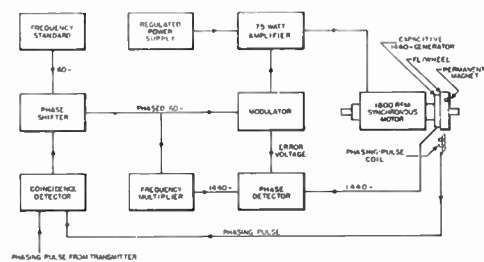 FREQUENCY
STANDARD
REGULATED
POWER
SUPPLY
75 WATT
AMPLIFIER
CAPACITIVE
1440~GENERATOR
FLYWHEEL
PERMANENT
MAGNET
60~
PHASE
SHIFTER
PHASED 60~
MODULATOR
1800 RPM
SYNCHRONOUS
MOTOR
ERROR
VOLTAGE
PHASING-PULSE
COIL
COINCIDENCE
DETECTOR
FREQUENCY
MULTIPLIER
1440~
PHASE
DETECTOR
1440~
PHASING PULSE
PHASING PULSE FROM TRANSMITTER